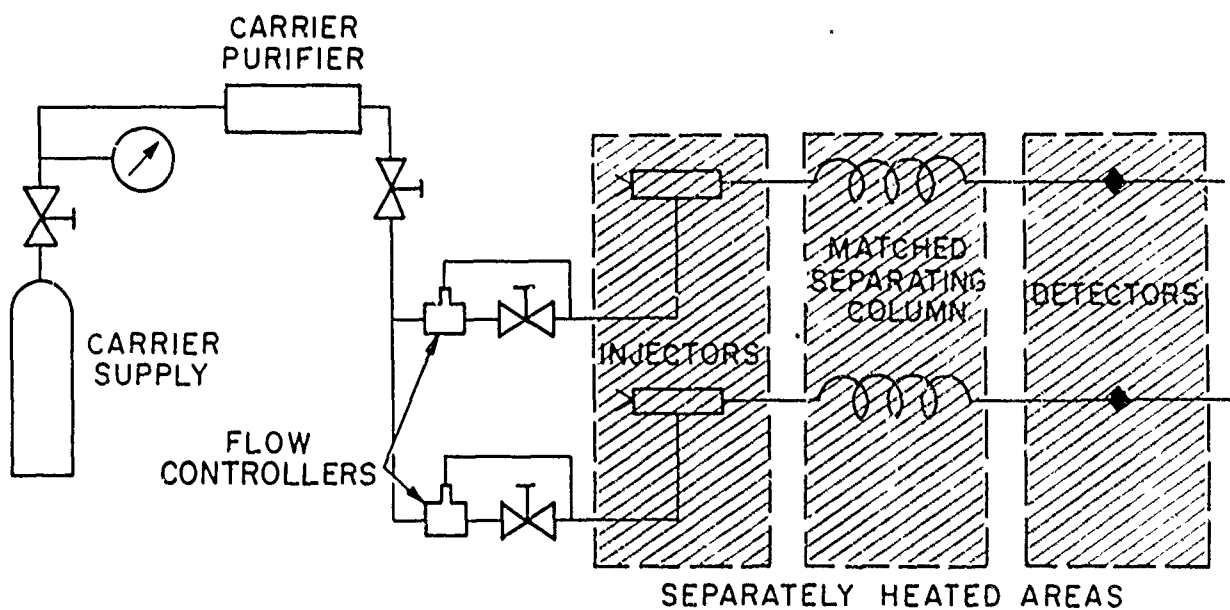 CARRIER
PURIFIER
CARRIER
SUPPLY
FLOW
CONTROLLERS
INJECTORS
MATCHED
SEPARATING
COLUMN
DETECTORS
SEPARATELY HEATED AREAS